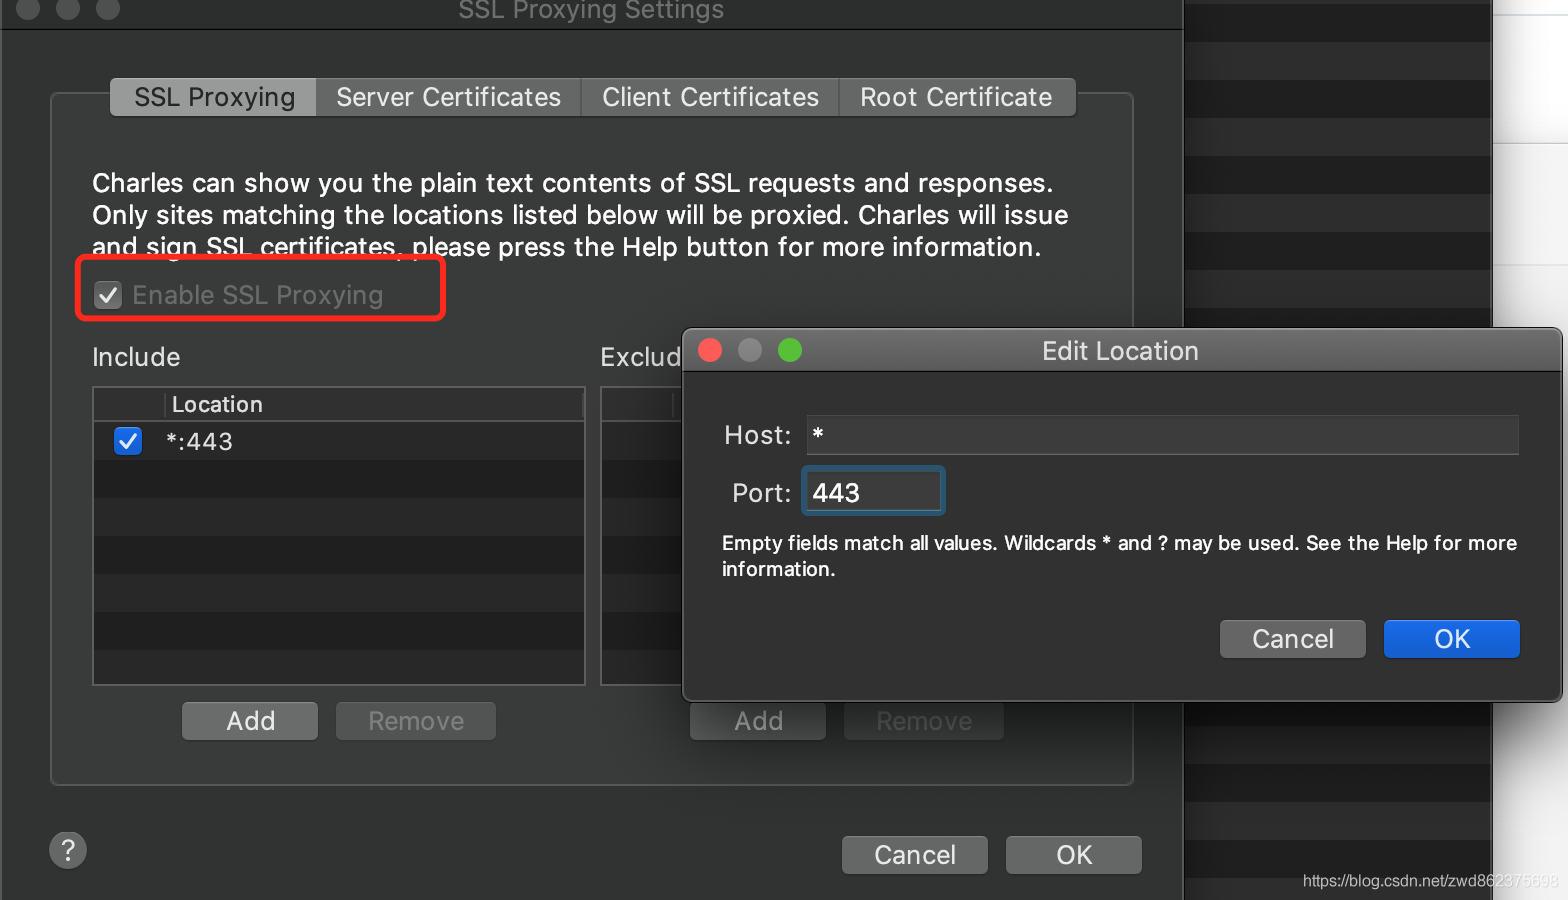 SSL Proxying Settings
SSL Proxying
Server Certificates
Client Certificates
Root Certificate
Charles can show you the plain text contents of SSL requests and responses.
Only sites matching the locations listed below will be proxied. Charles will issue
and sign SSL certificates, please press the Help button for more information.
Enable SSL Proxying
Include
Exclud
Location
*:443
Add
Remove
Add
Remove
?
Cancel
OK
Edit Location
Host: *
Port: 443
Empty fields match all values. Wildcards * and ? may be used. See the Help for more
information.
Cancel
OK
https://blog.csdn.net/zwd862375698